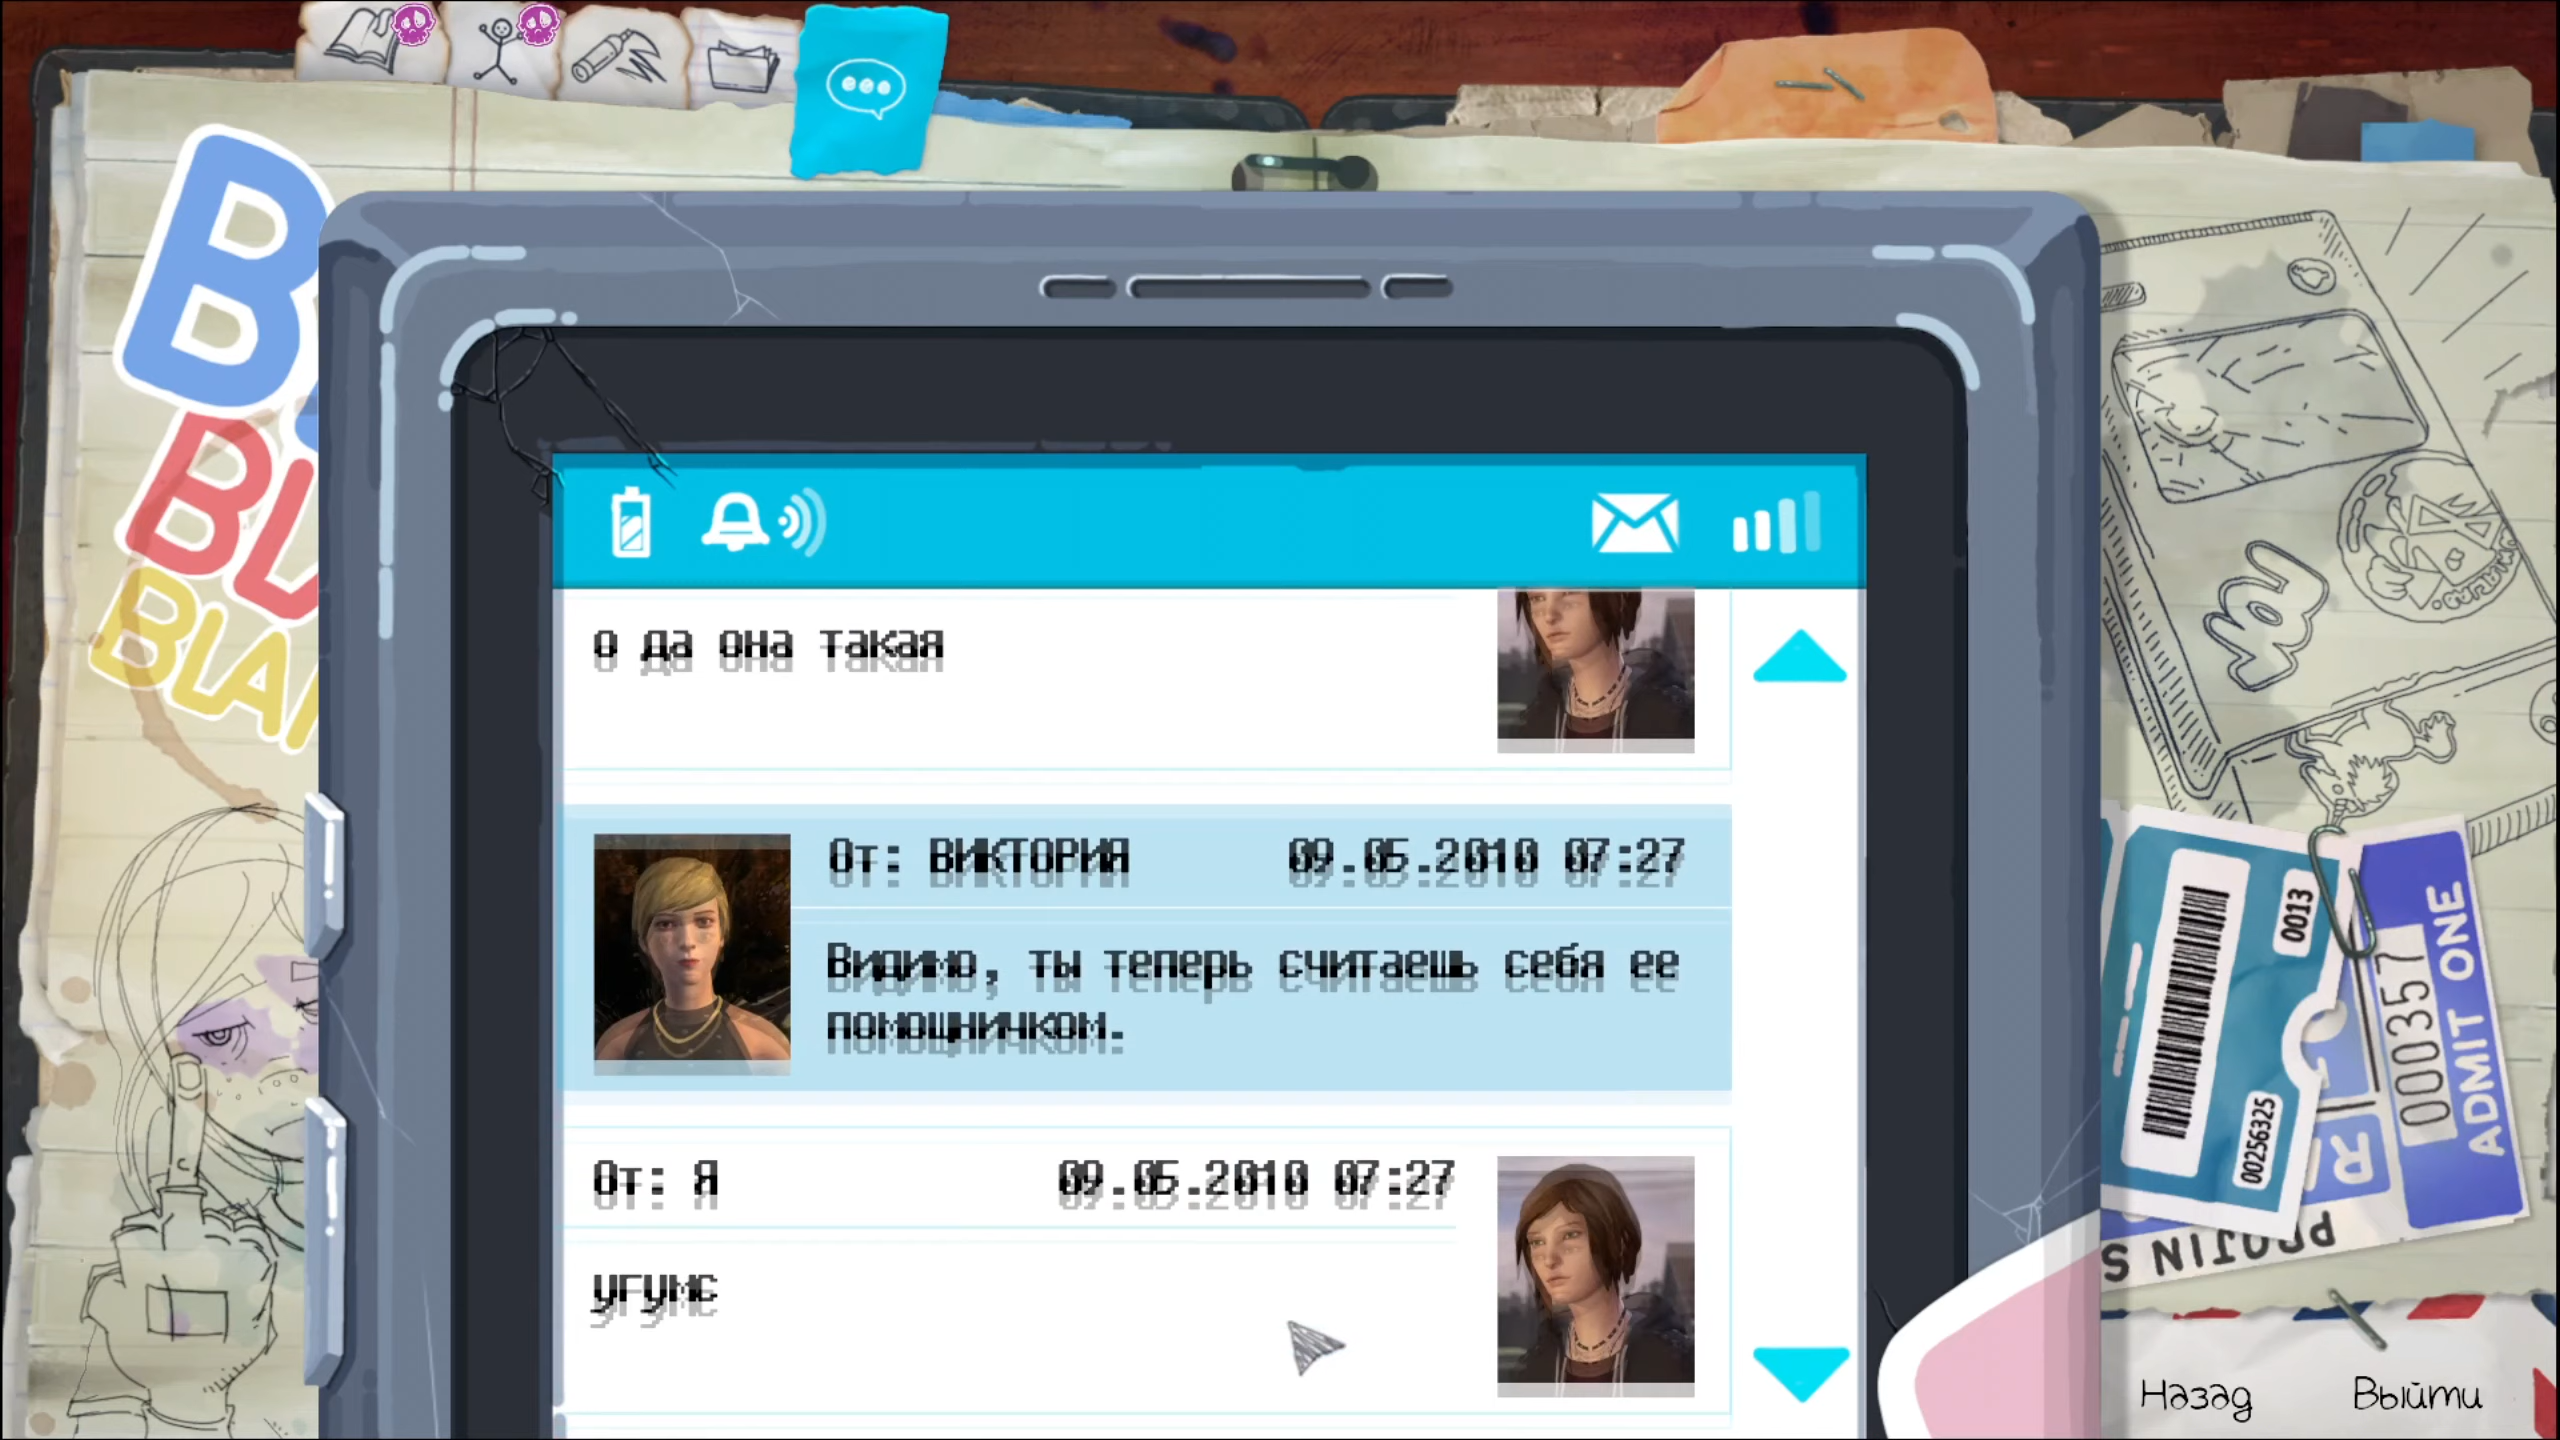 о да она такая
От: ВИКТОРИЯ 09.05.2010 07:27
Видимо, ты теперь считаешь себя ее
помощничком.
От: Я 09.05.2010 07:27
угумс
0013
00256325
000357
ADMIT ONE
Назад
Выйти